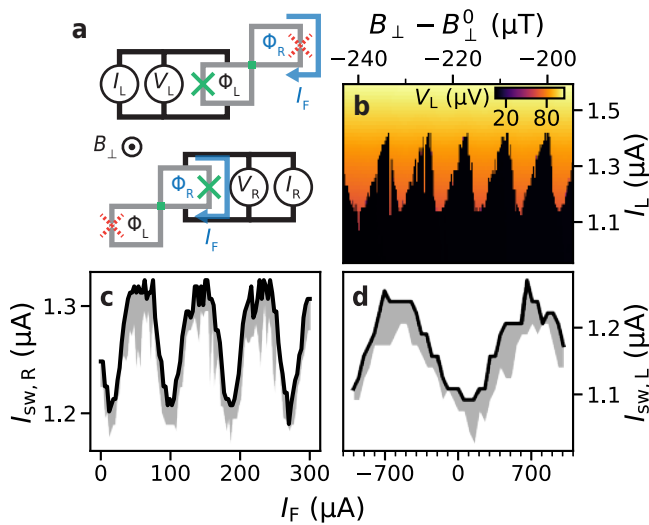 a
Φ_R
I_L
V_L
Φ_L
I_F
B_⊥
Φ_R
V_R
I_R
Φ_L
I_F
B_⊥ − B_⊥^0 (μT)
−240 −220 −200
b
V_L (μV)
20 80
1.5
1.3
1.1
I_L (μA)
c
1.3
1.2
I_sw, R (μA)
0 100 200 300
d
1.2
1.1
I_sw, L (μA)
−700 0 700
I_F (μA)